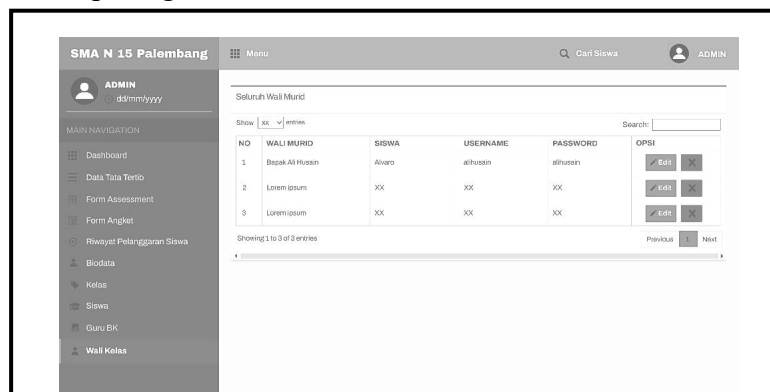 SMA N 15 Palembang
Menu
Cari Siswa
ADMIN
ADMIN
dd/mm/yyyy
MAIN NAVIGATION
Dashboard
Data Tata Tertib
Form Assessment
Form Angket
Riwayat Pelanggaran Siswa
Biodata
Kelas
Siswa
Guru BK
Wali Kelas
Seluruh Wali Murid
Show xx entries
Search:
NO WALI MURID SISWA USERNAME PASSWORD OPSI
1 Bapak Ali Husain Alvaro alihusain alihusain Edit X
2 Lorem ipsum XX XX XX Edit X
3 Lorem ipsum XX XX XX Edit X
Showing 1 to 3 of 3 entries
Previous 1 Next